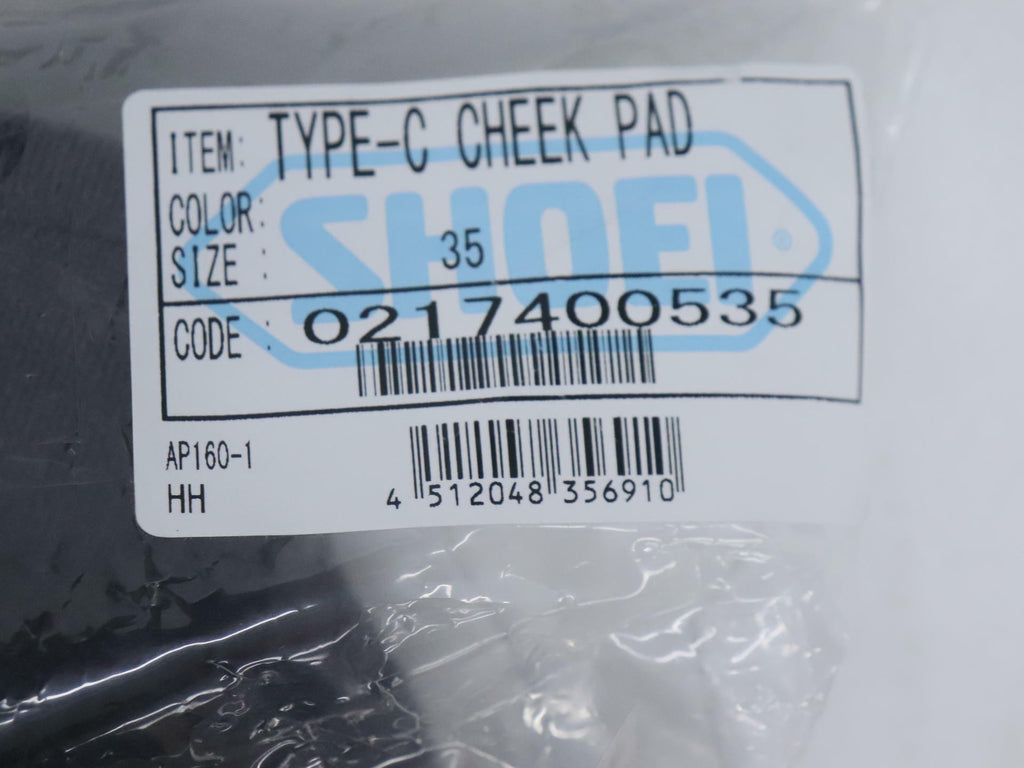 ITEM: TYPE-C CHEEK PAD
COLOR:
SHOEI ®
SIZE : 35
CODE : 0217400535
AP160-1
HH
4 512048 356910